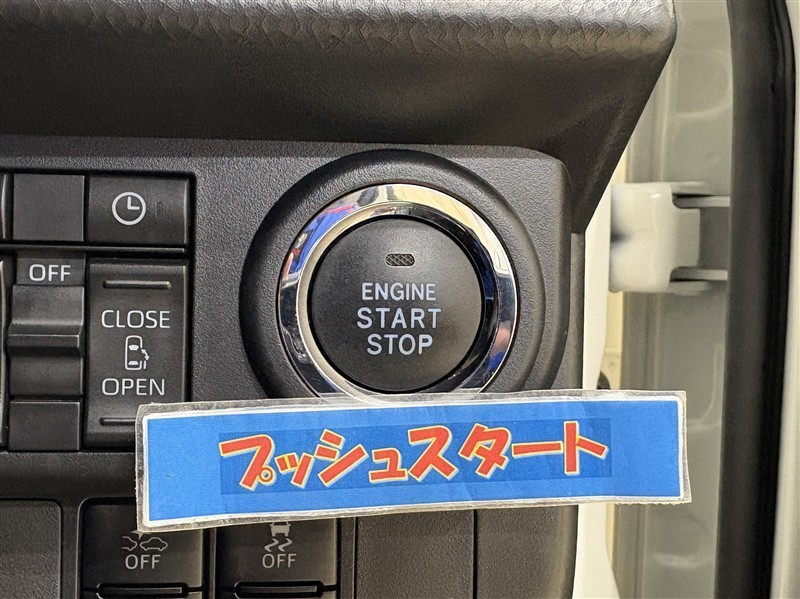 OFF
CLOSE
OPEN
ENGINE
START
STOP
プッシュスタート
OFF
OFF